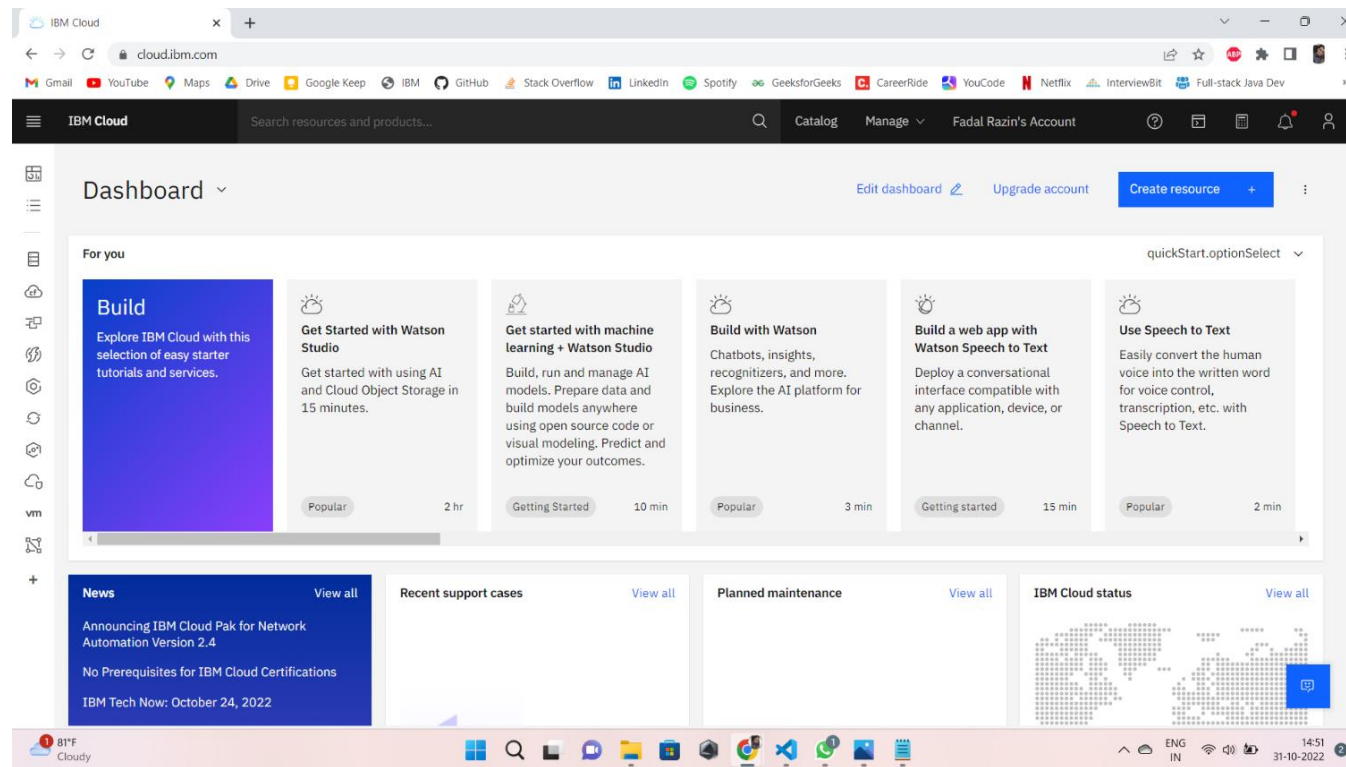 IBM Cloud
cloud.ibm.com
ABP
Gmail YouTube Maps Drive Google Keep IBM GitHub Stack Overflow LinkedIn Spotify GeeksforGeeks CareerRide YouCode Netflix InterviewBit Full-stack Java Dev
IBM Cloud Search resources and products... Catalog Manage Fadal Razin's Account
Dashboard Edit dashboard Upgrade account Create resource +
For you quickStart.optionSelect
Build
Explore IBM Cloud with this
selection of easy starter
tutorials and services.
Get Started with Watson
Studio
Get started with using AI
and Cloud Object Storage in
15 minutes.
Popular 2 hr
Get started with machine
learning + Watson Studio
Build, run and manage AI
models. Prepare data and
build models anywhere
using open source code or
visual modeling. Predict and
optimize your outcomes.
Getting Started 10 min
Build with Watson
Chatbots, insights,
recognitizers, and more.
Explore the AI platform for
business.
Popular 3 min
Build a web app with
Watson Speech to Text
Deploy a conversational
interface compatible with
any application, device, or
channel.
Getting started 15 min
Use Speech to Text
Easily convert the human
voice into the written word
for voice control,
transcription, etc. with
Speech to Text.
Popular 2 min
vm
News View all
Announcing IBM Cloud Pak for Network
Automation Version 2.4
No Prerequisites for IBM Cloud Certifications
IBM Tech Now: October 24, 2022
Recent support cases View all
Planned maintenance View all
IBM Cloud status View all
1
81°F
Cloudy
9
ENG
IN
14:51
31-10-2022
2